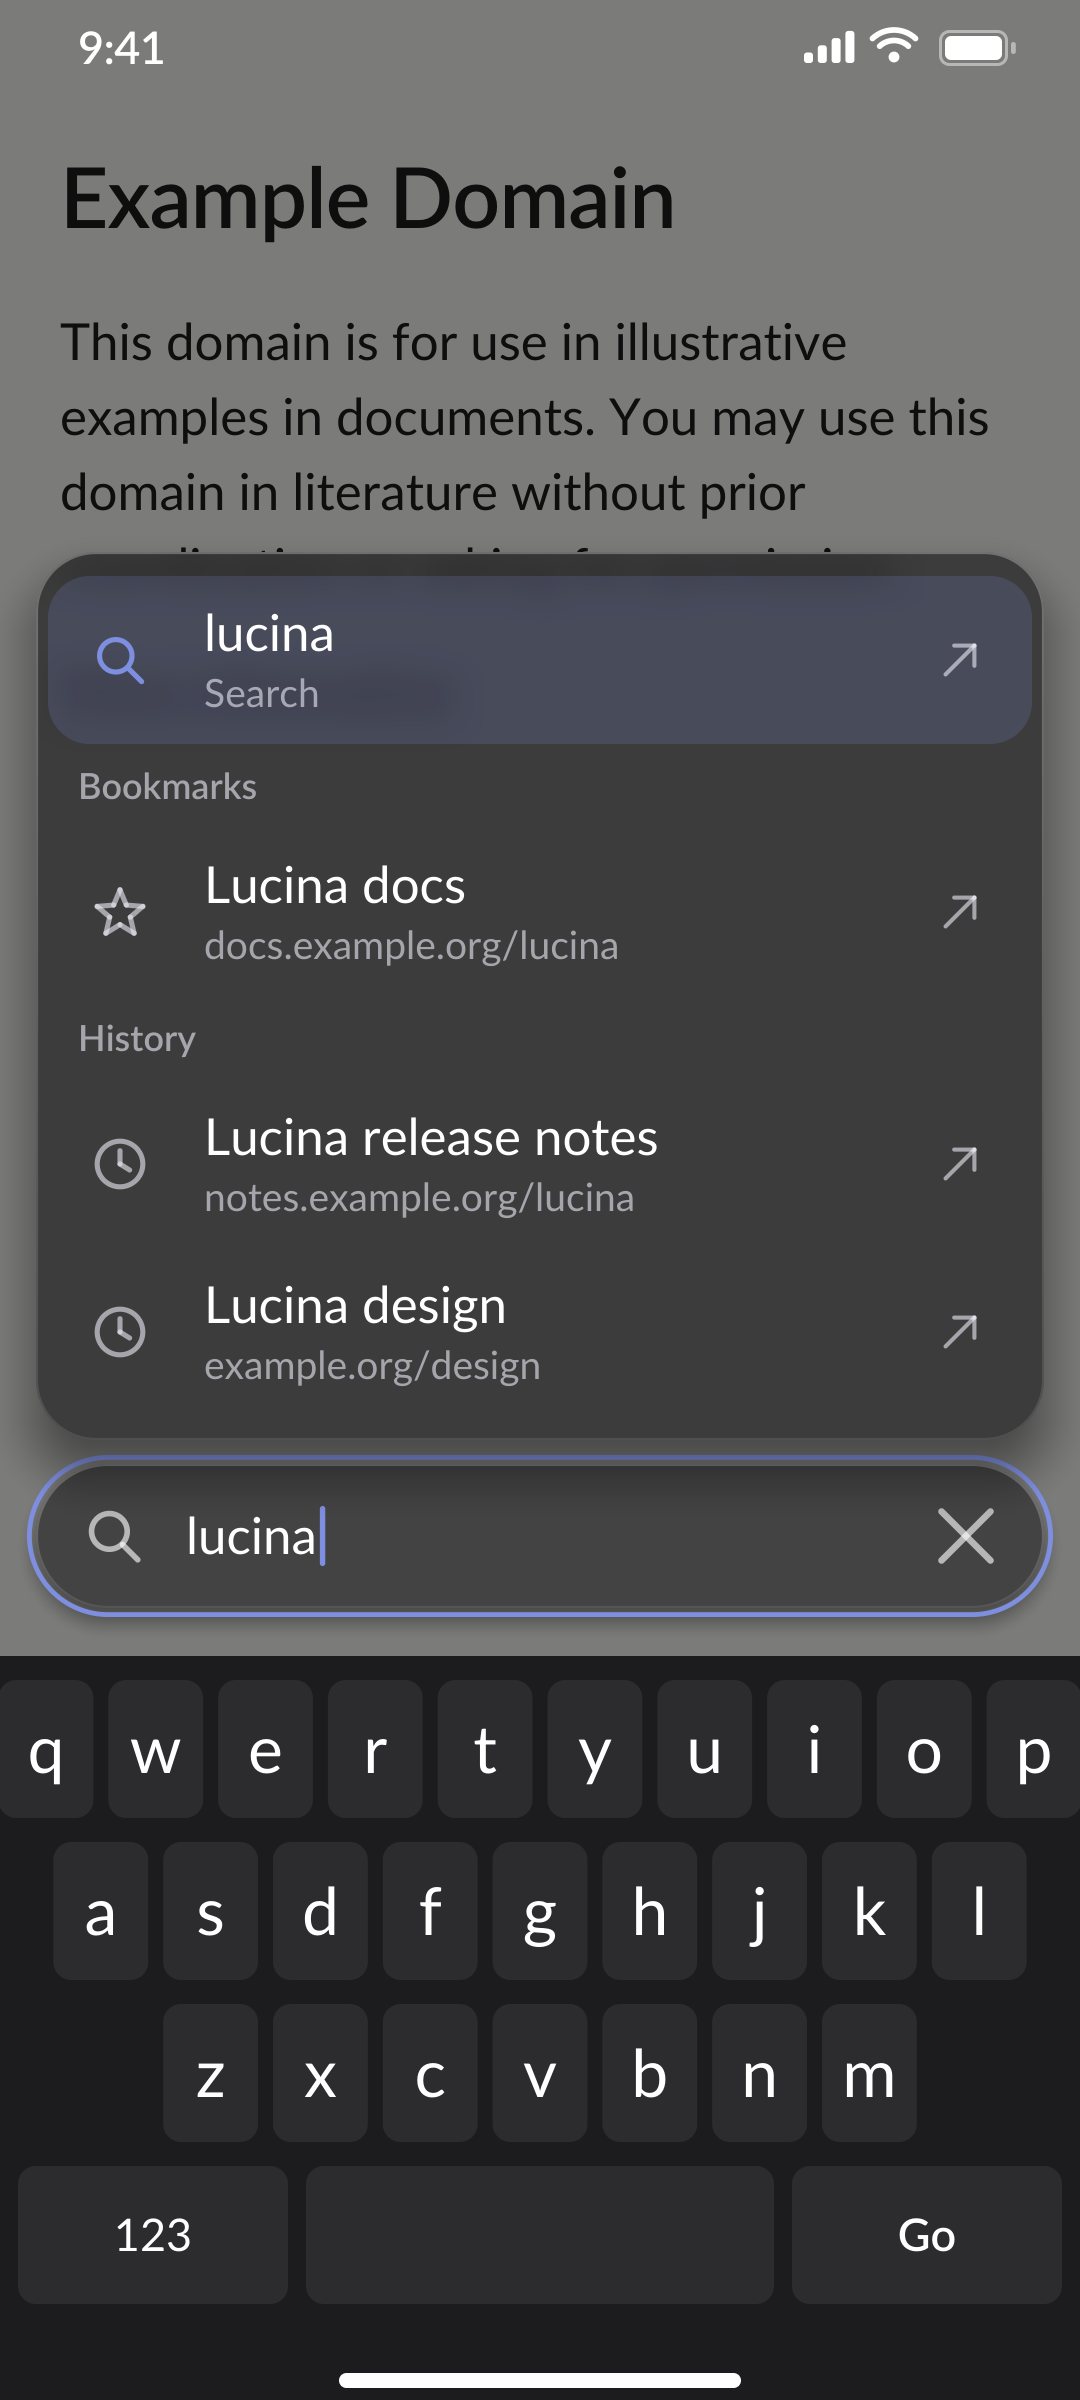 9:41
Example Domain
This domain is for use in illustrative
examples in documents. You may use this
domain in literature without prior
lucina
Search
Bookmarks
Lucina docs
docs.example.org/lucina
History
Lucina release notes
notes.example.org/lucina
Lucina design
example.org/design
lucina
q w e r t y u i o p
a s d f g h j k l
z x c v b n m
123 Go